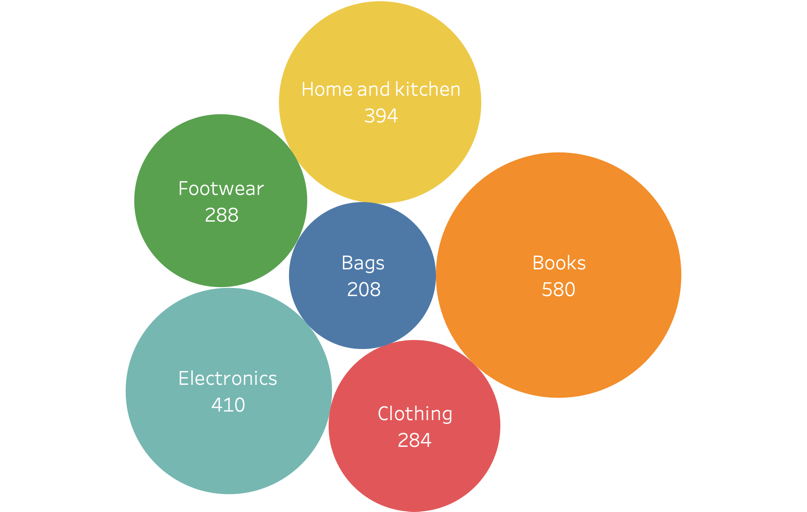 Home and kitchen
394
Footwear
288
Bags
208
Books
580
Electronics
410
Clothing
284